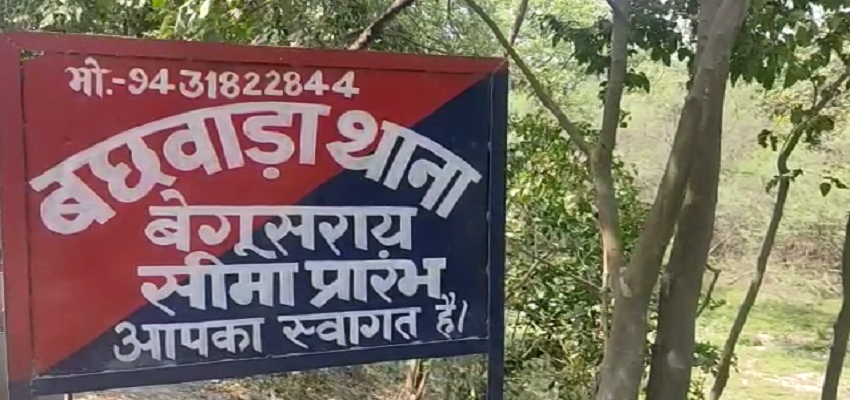 मो.-9431822844
बछवाड़ा थाना
बेगूसराय
सीमा प्रारंभ
आपका स्वागत है।